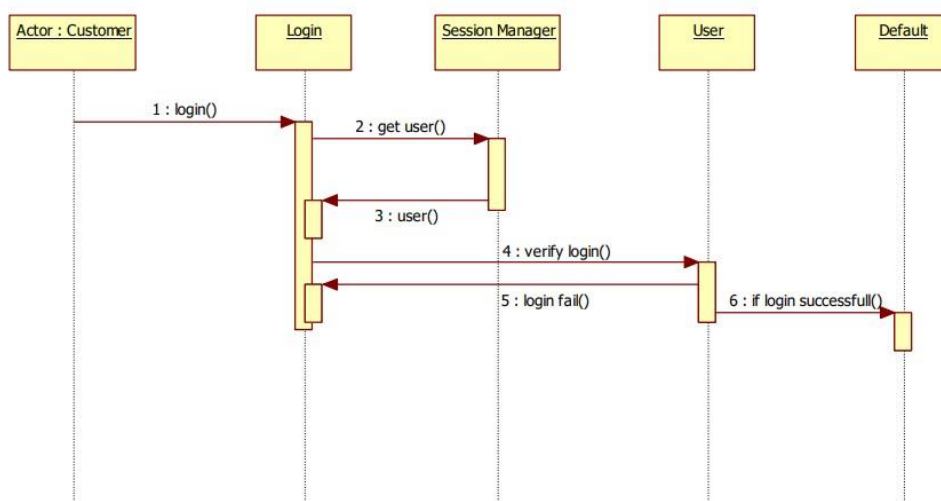 Actor : Customer
Login
Session Manager
User
Default
1 : login()
2 : get user()
3 : user()
4 : verify login()
5 : login fail()
6 : if login successfull()